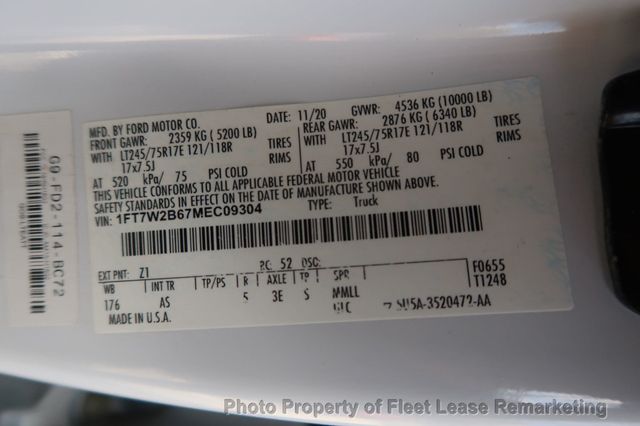 MFD. BY FORD MOTOR CO.
11/20 GVWR: 4536 KG (10000 LB)
FRONT GAWR: 2359 KG (5200 LB)
REAR GAWR: 2876 KG (6340 LB)
WITH LT245/75R17E 121/118R TIRES
WITH LT245/75R17E 121/118R TIRES
17x7.5J RIMS
17x7.5J RIMS
AT 520 kPa/ 75 PSI COLD
AT 550 kPa/ 80 PSI COLD
THIS VEHICLE CONFORMS TO ALL APPLICABLE FEDERAL MOTOR VEHICLE
SAFETY STANDARDS IN EFFECT ON THE DATE OF MANUFACTURE SHOWN ABOVE.
VIN: 1FT7W2B67MEC09304
TYPE: Truck
EXT PNT: Z1 RC: 52 DSO:
WB INT TR TP/PS R AXLE TR SPR
176 AS 5 3E S MMLL
MADE IN U.S.A.
F0655
T1248
5U5A-3520472-AA
Photo Property of Fleet Lease Remarketing